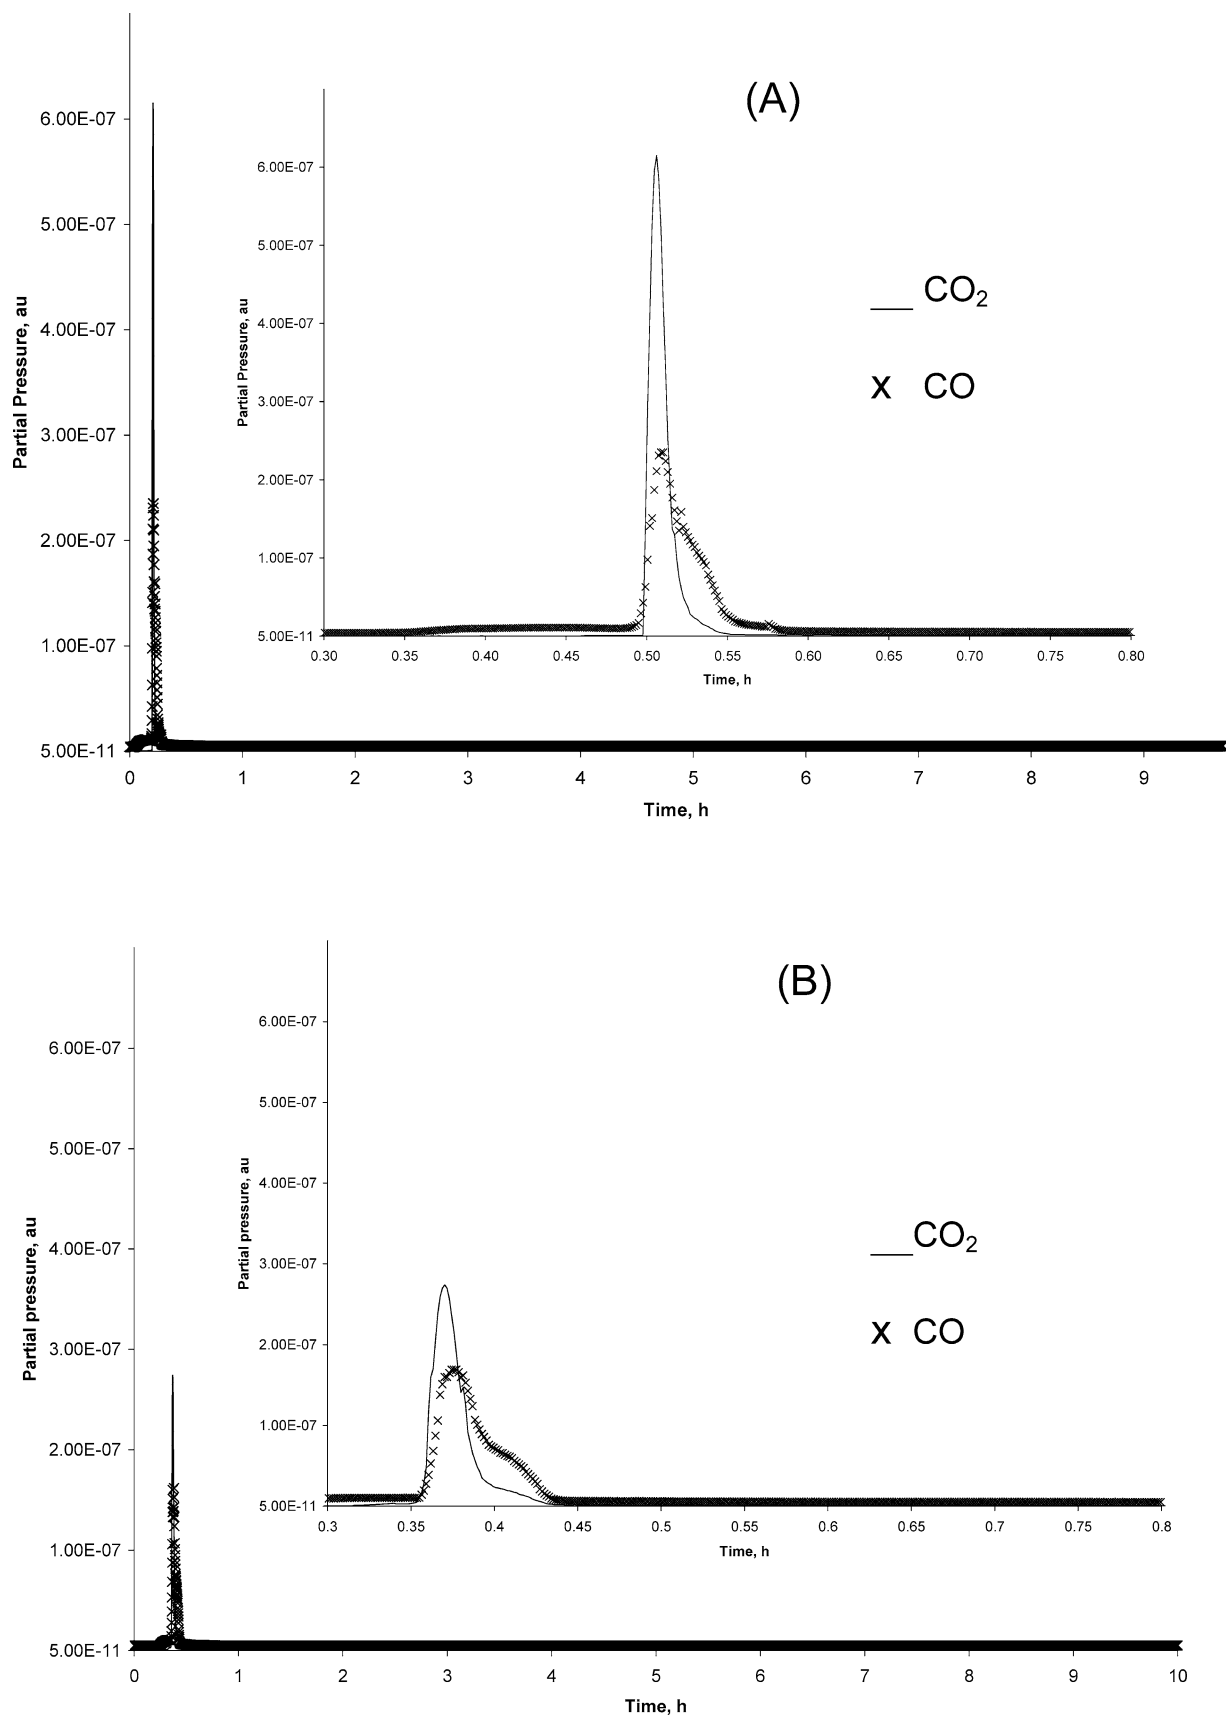 (A)
6.00E-07
5.00E-07
4.00E-07
3.00E-07
2.00E-07
1.00E-07
5.00E-11
Partial Pressure, au
0 1 2 3 4 5 6 7 8 9
Time, h
6.00E-07
5.00E-07
4.00E-07
3.00E-07
2.00E-07
1.00E-07
5.00E-11
Partial Pressure, au
0.30 0.35 0.40 0.45 0.50 0.55 0.60 0.65 0.70 0.75 0.80
Time, h
CO₂
x CO
(B)
6.00E-07
5.00E-07
4.00E-07
3.00E-07
2.00E-07
1.00E-07
5.00E-11
Partial pressure, au
0 1 2 3 4 5 6 7 8 9 10
Time, h
6.00E-07
5.00E-07
4.00E-07
3.00E-07
2.00E-07
1.00E-07
5.00E-11
Partial pressure, au
0.3 0.35 0.4 0.45 0.5 0.55 0.6 0.65 0.7 0.75 0.8
Time, h
CO₂
x CO